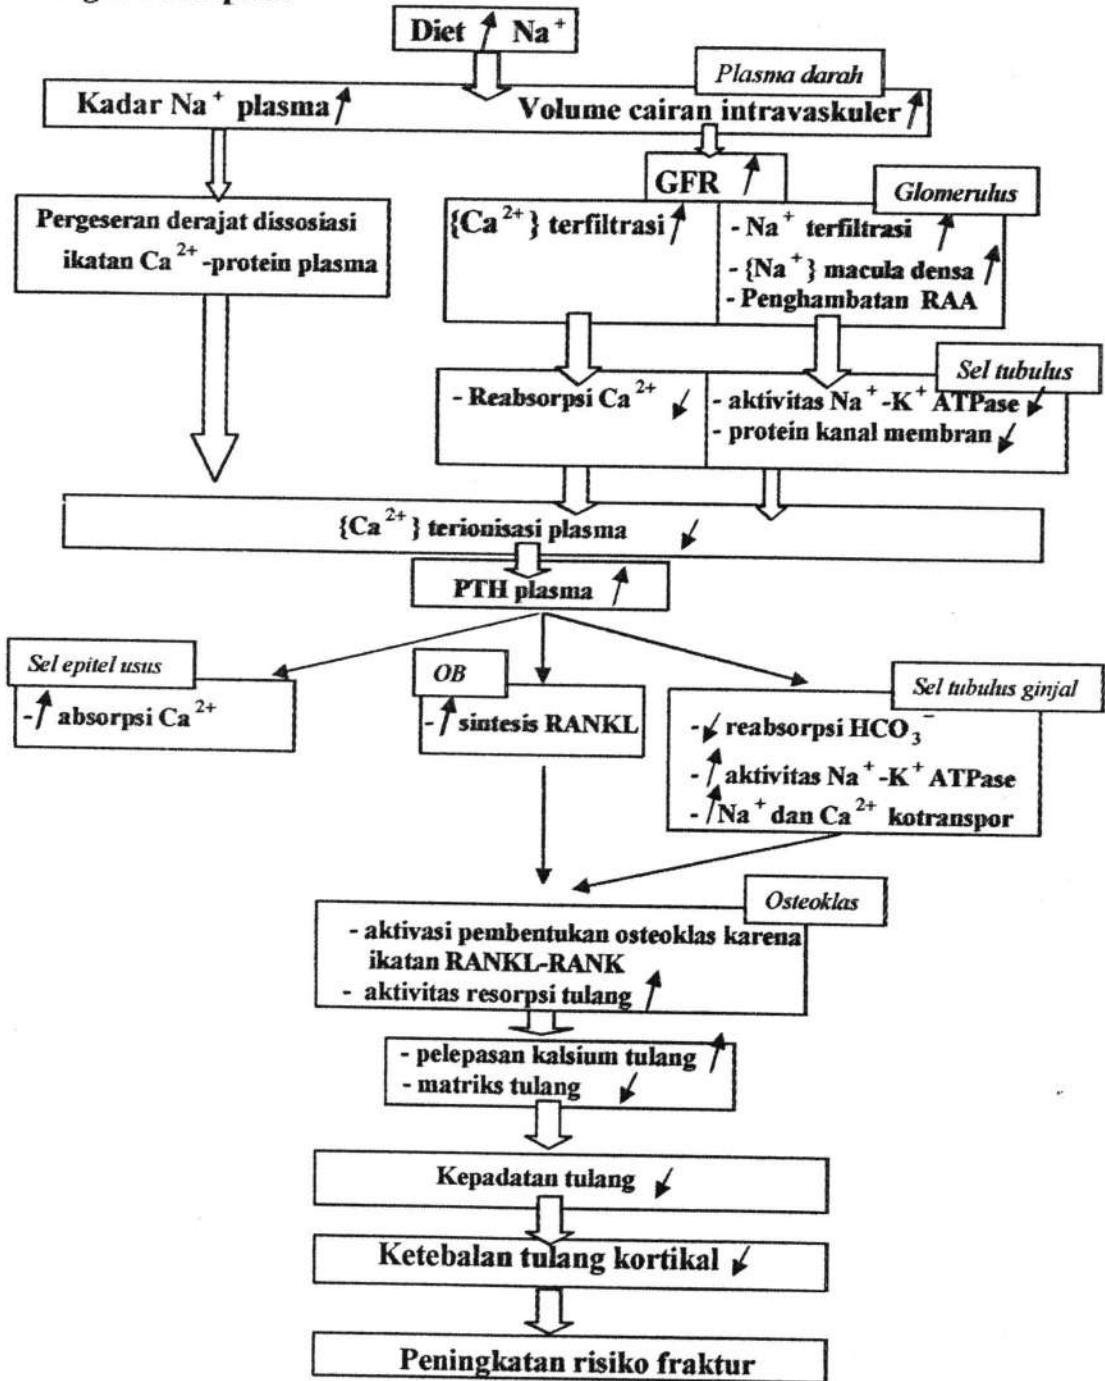 Diet ↑ Na⁺
Plasma darah
Kadar Na⁺ plasma ↑ Volume cairan intravaskuler ↑
GFR ↑
Glomerulus
Pergeseran derajat dissosiasi
ikatan Ca²⁺-protein plasma
{Ca²⁺} terfiltrasi ↑
- Na⁺ terfiltrasi ↑
- {Na⁺} macula densa ↑
- Penghambatan RAA
Sel tubulus
- Reabsorpsi Ca²⁺ ↓
- aktivitas Na⁺-K⁺ ATPase ↓
- protein kanal membran ↓
{Ca²⁺} terionisasi plasma ↓
PTH plasma ↑
Sel epitel usus
- ↑ absorpsi Ca²⁺
OB
- ↑ sintesis RANKL
Sel tubulus ginjal
- ↓ reabsorpsi HCO₃⁻
- ↑ aktivitas Na⁺-K⁺ ATPase
- ↑ Na⁺ dan Ca²⁺ kotranspor
Osteoklas
- aktivasi pembentukan osteoklas karena
ikatan RANKL-RANK
- aktivitas resorpsi tulang ↑
- pelepasan kalsium tulang ↑
- matriks tulang ↓
Kepadatan tulang ↓
Ketebalan tulang kortikal ↓
Peningkatan risiko fraktur